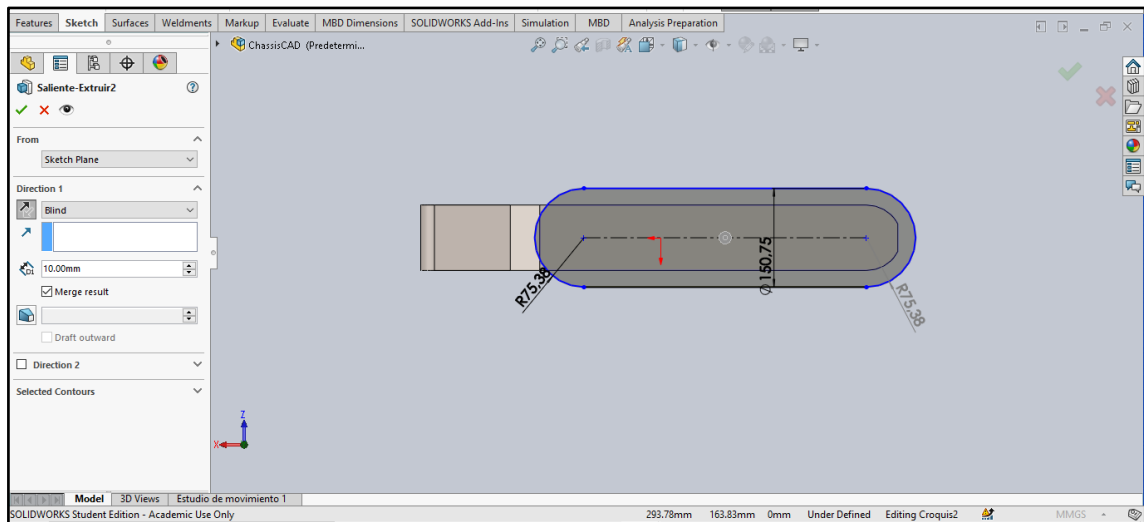 Features Sketch Surfaces Weldments Markup Evaluate MBD Dimensions SOLIDWORKS Add-Ins Simulation MBD Analysis Preparation
ChassisCAD (Predetermi...
Saliente-Extruir2
From
Sketch Plane
Direction 1
Blind
D1
10.00mm
Merge result
Draft outward
Direction 2
Selected Contours
R75,38
∅150,75
R75,38
Z
X
Model 3D Views Estudio de movimiento 1
SOLIDWORKS Student Edition - Academic Use Only 293.78mm 163.83mm 0mm Under Defined Editing Croquis2 MMGS